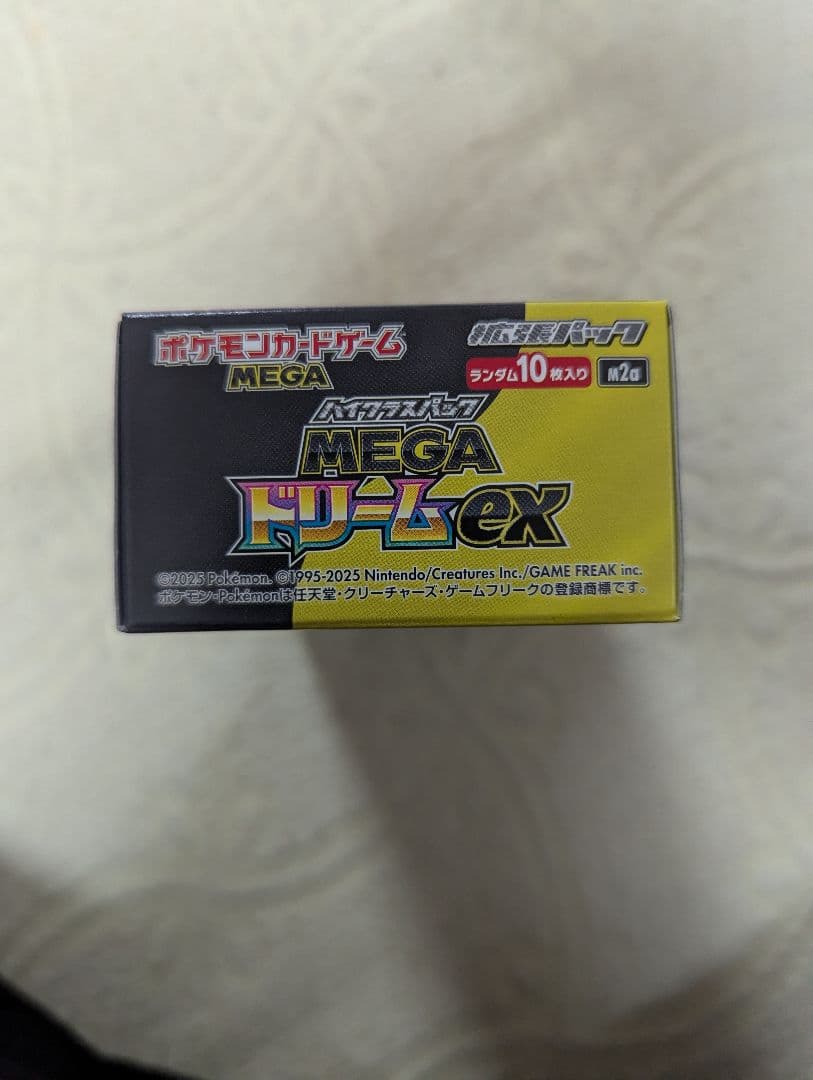 ポケモンカードゲーム
MEGA
拡張パック
ランダム10枚入り M2a
ハイクラスパック
MEGA
ドリームex
©2025 Pokémon. ©1995-2025 Nintendo/Creatures Inc./GAME FREAK inc.
ポケモン・Pokémonは任天堂・クリーチャーズ・ゲームフリークの登録商標です。